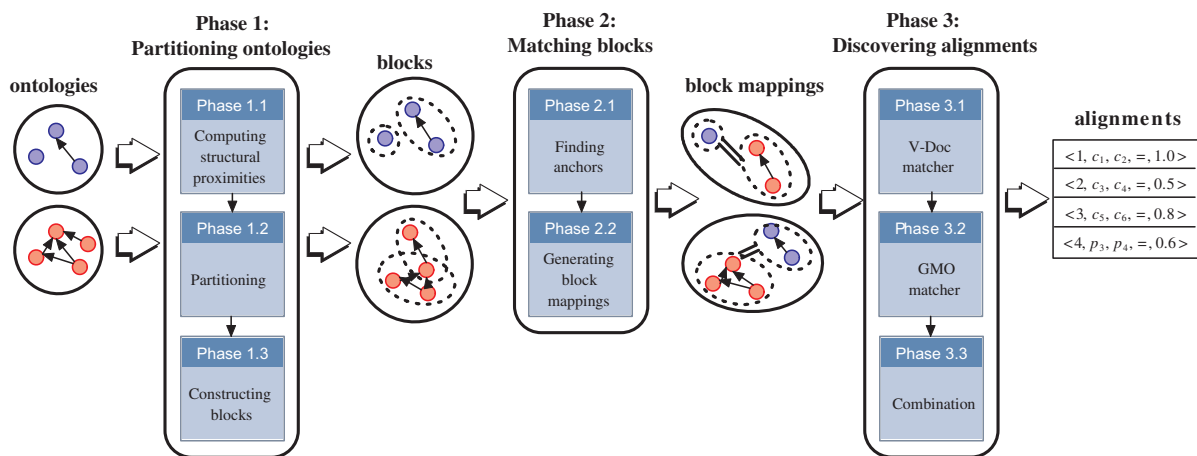 Phase 1:
Partitioning ontologies
Phase 2:
Matching blocks
Phase 3:
Discovering alignments
ontologies
blocks
block mappings
alignments
Phase 1.1
Computing
structural
proximities
Phase 1.2
Partitioning
Phase 1.3
Constructing
blocks
Phase 2.1
Finding
anchors
Phase 2.2
Generating
block
mappings
Phase 3.1
V-Doc
matcher
Phase 3.2
GMO
matcher
Phase 3.3
Combination
<1, c₁, c₂, =, 1.0>
<2, c₃, c₄, =, 0.5>
<3, c₅, c₆, =, 0.8>
<4, p₃, p₄, =, 0.6>